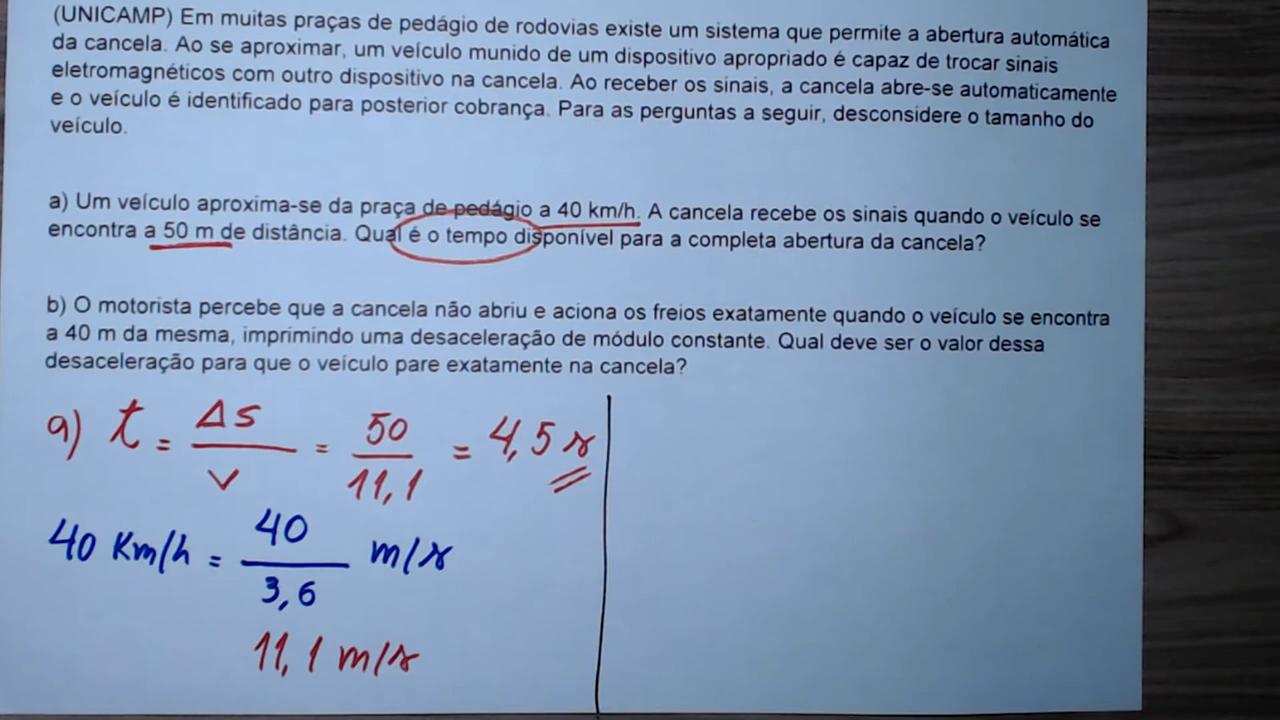 (UNICAMP) Em muitas praças de pedágio de rodovias existe um sistema que permite a abertura automática
da cancela. Ao se aproximar, um veículo munido de um dispositivo apropriado é capaz de trocar sinais
eletromagnéticos com outro dispositivo na cancela. Ao receber os sinais, a cancela abre-se automaticamente
e o veículo é identificado para posterior cobrança. Para as perguntas a seguir, desconsidere o tamanho do
veículo.
a) Um veículo aproxima-se da praça de pedágio a 40 km/h. A cancela recebe os sinais quando o veículo se
encontra a 50 m de distância. Qual é o tempo disponível para a completa abertura da cancela?
b) O motorista percebe que a cancela não abriu e aciona os freios exatamente quando o veículo se encontra
a 40 m da mesma, imprimindo uma desaceleração de módulo constante. Qual deve ser o valor dessa
desaceleração para que o veículo pare exatamente na cancela?
a) t = Δs / v = 50 / 11,1 = 4,5 s
40 Km/h = 40 / 3,6 m/s
11,1 m/s